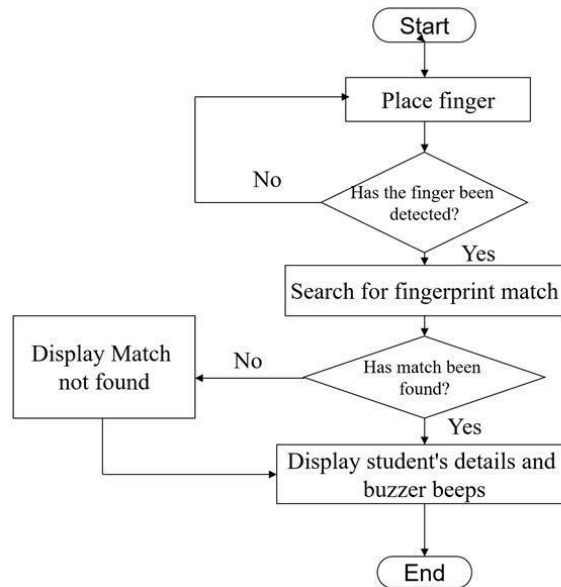 Start
Place finger
No
Has the finger been
detected?
Yes
Search for fingerprint match
Display Match
not found
No
Has match been
found?
Yes
Display student's details and
buzzer beeps
End